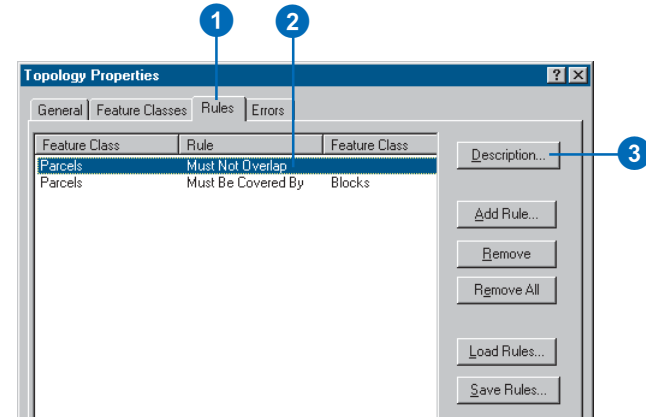 1 2
Topology Properties ? X
General Feature Classes Rules Errors
Feature Class Rule Feature Class
Parcels Must Not Overlap
Parcels Must Be Covered By Blocks
Description... 3
Add Rule...
Remove
Remove All
Load Rules...
Save Rules...